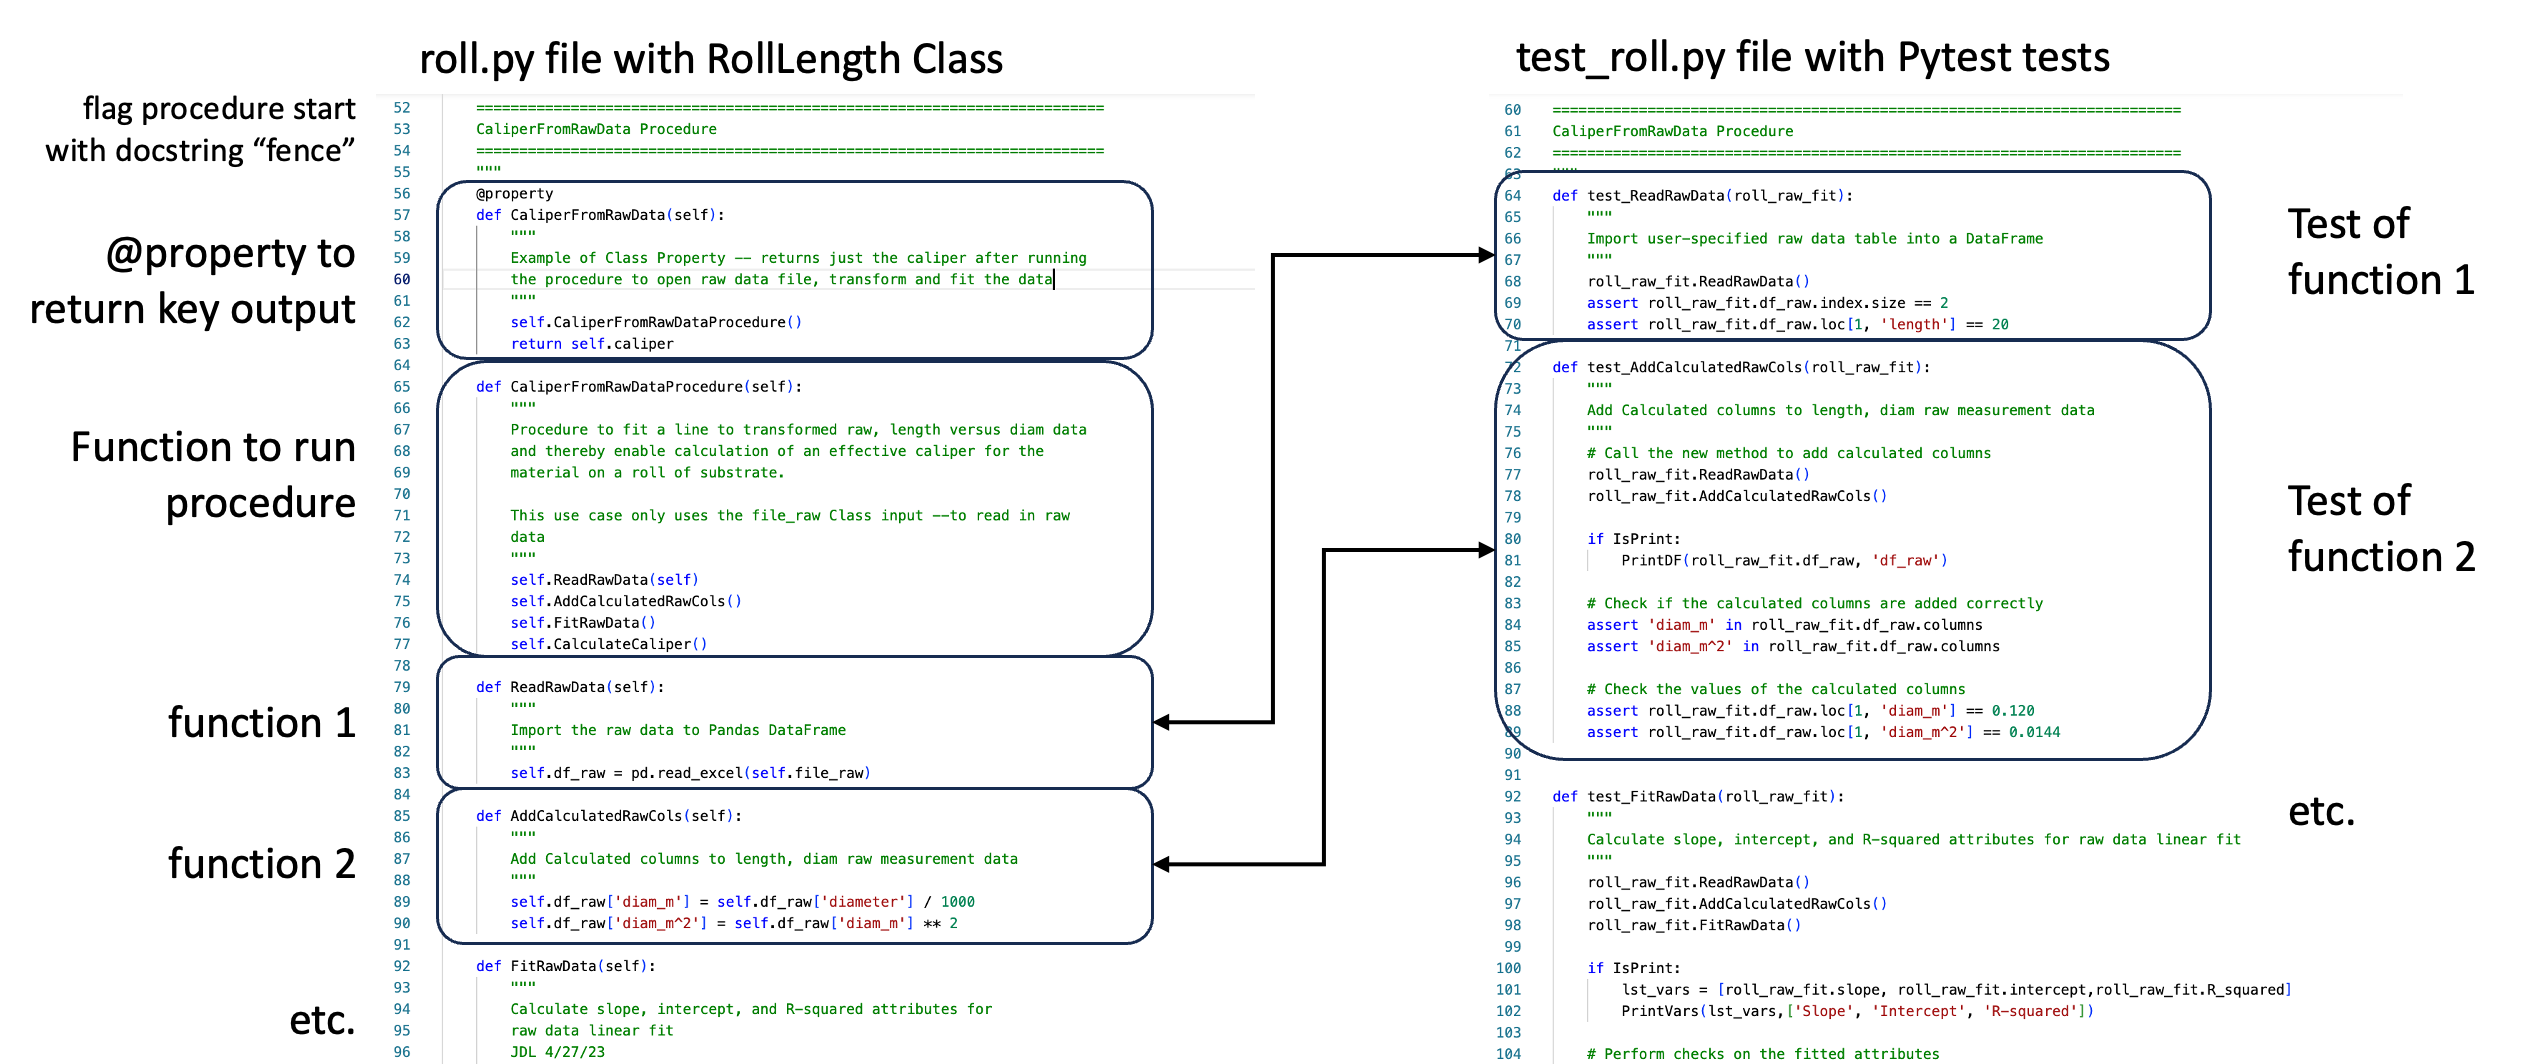 roll.py file with RollLength Class
flag procedure start
with docstring “fence”
@property to
return key output
Function to run
procedure
function 1
function 2
etc.
52 =========================================================================
53 CaliperFromRawData Procedure
54 =========================================================================
55 """
56 @property
57 def CaliperFromRawData(self):
58 """
59 Example of Class Property -- returns just the caliper after running
60 the procedure to open raw data file, transform and fit the data
61 """
62 self.CaliperFromRawDataProcedure()
63 return self.caliper
64
65 def CaliperFromRawDataProcedure(self):
66 """
67 Procedure to fit a line to transformed raw, length versus diam data
68 and thereby enable calculation of an effective caliper for the
69 material on a roll of substrate.
70
71 This use case only uses the file_raw Class input --to read in raw
72 data
73 """
74 self.ReadRawData(self)
75 self.AddCalculatedRawCols()
76 self.FitRawData()
77 self.CalculateCaliper()
78
79 def ReadRawData(self):
80 """
81 Import the raw data to Pandas DataFrame
82 """
83 self.df_raw = pd.read_excel(self.file_raw)
84
85 def AddCalculatedRawCols(self):
86 """
87 Add Calculated columns to length, diam raw measurement data
88 """
89 self.df_raw['diam_m'] = self.df_raw['diameter'] / 1000
90 self.df_raw['diam_m^2'] = self.df_raw['diam_m'] ** 2
91
92 def FitRawData(self):
93 """
94 Calculate slope, intercept, and R-squared attributes for
95 raw data linear fit
96 JDL 4/27/23
test_roll.py file with Pytest tests
60 =========================================================================
61 CaliperFromRawData Procedure
62 =========================================================================
63 """
64 def test_ReadRawData(roll_raw_fit):
65 """
66 Import user-specified raw data table into a DataFrame
67 """
68 roll_raw_fit.ReadRawData()
69 assert roll_raw_fit.df_raw.index.size == 2
70 assert roll_raw_fit.df_raw.loc[1, 'length'] == 20
71
72 def test_AddCalculatedRawCols(roll_raw_fit):
73 """
74 Add Calculated columns to length, diam raw measurement data
75 """
76 # Call the new method to add calculated columns
77 roll_raw_fit.ReadRawData()
78 roll_raw_fit.AddCalculatedRawCols()
79
80 if IsPrint:
81 PrintDF(roll_raw_fit.df_raw, 'df_raw')
82
83 # Check if the calculated columns are added correctly
84 assert 'diam_m' in roll_raw_fit.df_raw.columns
85 assert 'diam_m^2' in roll_raw_fit.df_raw.columns
86
87 # Check the values of the calculated columns
88 assert roll_raw_fit.df_raw.loc[1, 'diam_m'] == 0.120
89 assert roll_raw_fit.df_raw.loc[1, 'diam_m^2'] == 0.0144
90
91
92 def test_FitRawData(roll_raw_fit):
93 """
94 Calculate slope, intercept, and R-squared attributes for raw data linear fit
95 """
96 roll_raw_fit.ReadRawData()
97 roll_raw_fit.AddCalculatedRawCols()
98 roll_raw_fit.FitRawData()
99
100 if IsPrint:
101 lst_vars = [roll_raw_fit.slope, roll_raw_fit.intercept,roll_raw_fit.R_squared]
102 PrintVars(lst_vars,['Slope', 'Intercept', 'R-squared'])
103
104 # Perform checks on the fitted attributes
Test of
function 1
Test of
function 2
etc.